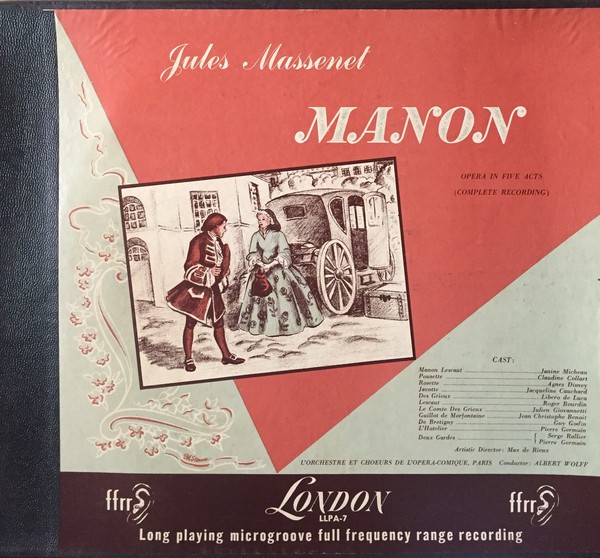 Jules Massenet
MANON
OPERA IN FIVE ACTS
(COMPLETE RECORDING)
CAST:
Manon Lescaut Janine Micheau
Pousette Claudine Collart
Rosette Agnes Disney
Javotte Jacqueline Cauchard
Des Grieux Libero de Luca
Lescaut Roger Bourdin
Le Comte Des Grieux Julien Giovannetti
Guillot de Morfontaine Jean Christophe Benoit
De Bretigny Guy Godin
L'Hotelier Pierre Germain
Deux Gardes { Serge Rallier
{ Pierre Germain
Artistic Director: Max de Rieux
L'ORCHESTRE ET CHOEURS DE L'OPERA-COMIQUE, PARIS Conductor: ALBERT WOLFF
ffrr LONDON ffrr
LLPA-7
Long playing microgroove full frequency range recording